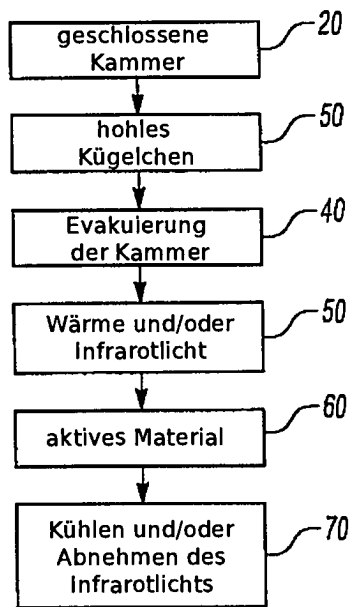 geschlossene
Kammer
20
hohles
Kügelchen
50
Evakuierung
der Kammer
40
Wärme und/oder
Infrarotlicht
50
aktives Material
60
Kühlen und/oder
Abnehmen des
Infrarotlichts
70